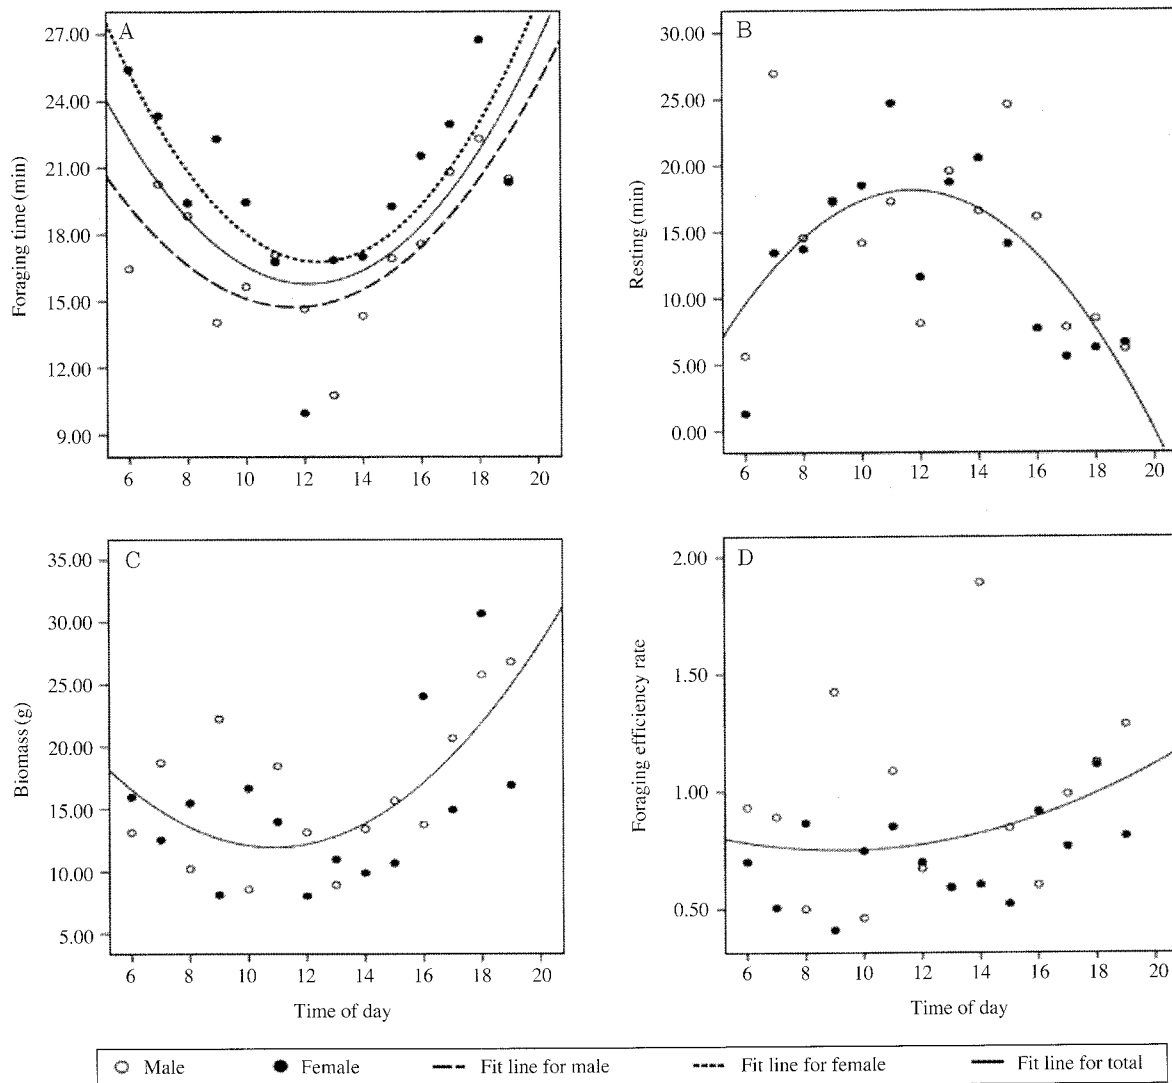 A
27.00
24.00
21.00
18.00
15.00
12.00
9.00
Foraging time (min)
6 8 10 12 14 16 18 20
B
30.00
25.00
20.00
15.00
10.00
5.00
0.00
Resting (min)
6 8 10 12 14 16 18 20
C
35.00
30.00
25.00
20.00
15.00
10.00
5.00
Biomass (g)
6 8 10 12 14 16 18 20
Time of day
D
2.00
1.50
1.00
0.50
Foraging efficiency rate
6 8 10 12 14 16 18 20
Time of day
Male Female Fit line for male Fit line for female Fit line for total